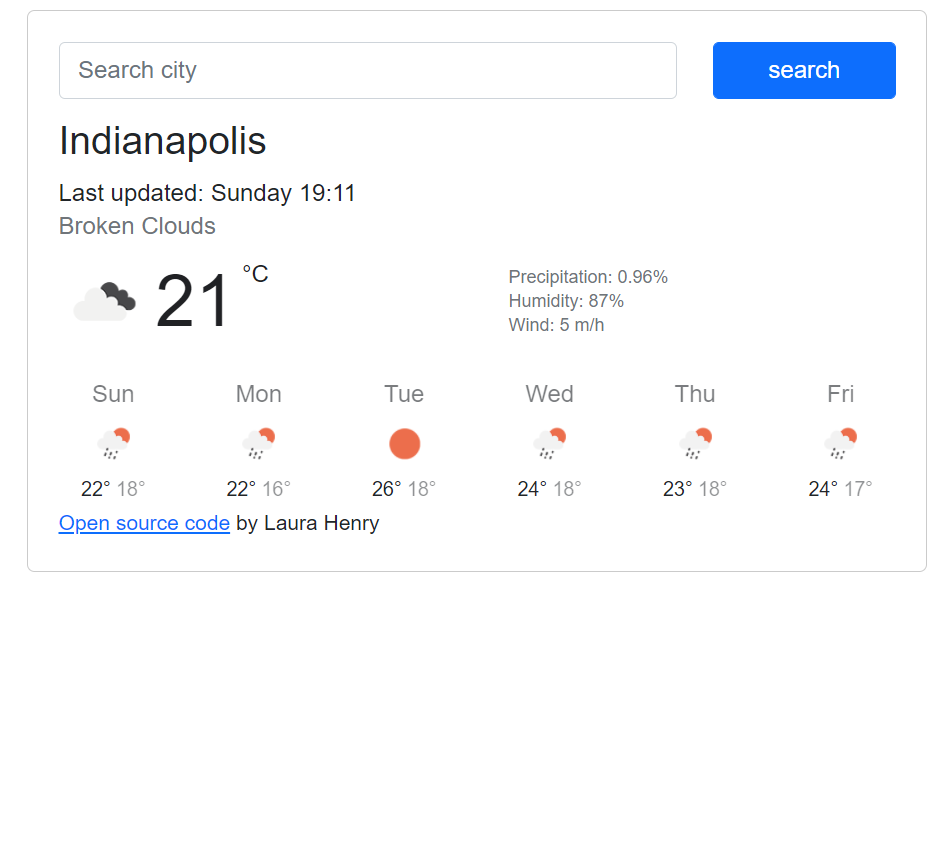 Search city
search
Indianapolis
Last updated: Sunday 19:11
Broken Clouds
21 °C
Precipitation: 0.96%
Humidity: 87%
Wind: 5 m/h
Sun Mon Tue Wed Thu Fri
22° 18° 22° 16° 26° 18° 24° 18° 23° 18° 24° 17°
Open source code by Laura Henry